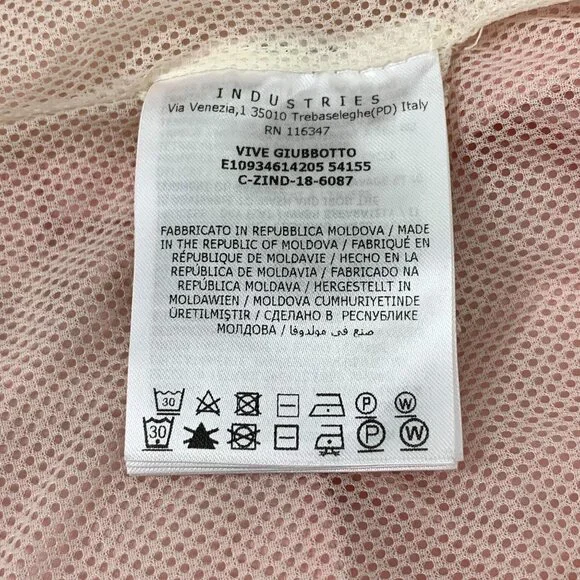 INDUSTRIES
Via Venezia,1 35010 Trebaseleghe(PD) Italy
RN 116347
VIVE GIUBBOTTO
E10934614205 54155
C-ZIND-18-6087
FABBRICATO IN REPUBBLICA MOLDOVA / MADE
IN THE REPUBLIC OF MOLDOVA / FABRIQUÉ EN
RÉPUBLIQUE DE MOLDAVIE / HECHO EN LA
REPÚBLICA DE MOLDAVIA / FABRICADO NA
REPÚBLICA MOLDAVA / HERGESTELLT IN
MOLDAWIEN / MOLDOVA CUMHURIYETINDE
ÜRETILMIŞTIR / СДЕЛАНО В РЕСПУБЛИКЕ
МОЛДОВА / صنع في مولدوفا
30 P W
30 P W